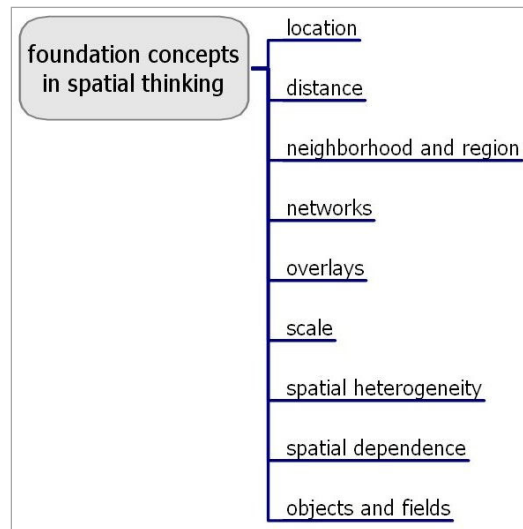 foundation concepts
in spatial thinking
location
distance
neighborhood and region
networks
overlays
scale
spatial heterogeneity
spatial dependence
objects and fields